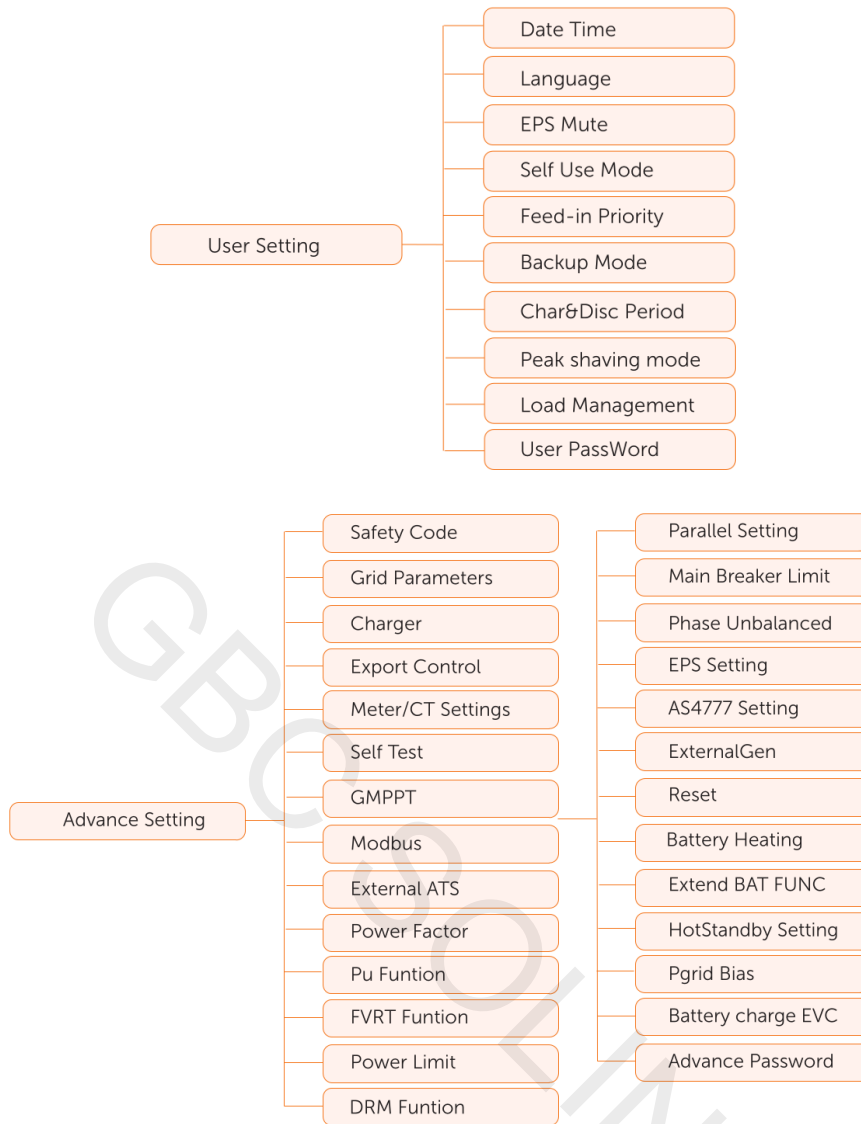 Date Time
Language
EPS Mute
Self Use Mode
Feed-in Priority
User Setting
Backup Mode
Char&Disc Period
Peak shaving mode
Load Management
User PassWord
Safety Code
Grid Parameters
Charger
Export Control
Meter/CT Settings
Self Test
GMPPT
Advance Setting
Modbus
External ATS
Power Factor
Pu Funtion
FVRT Funtion
Power Limit
DRM Funtion
Parallel Setting
Main Breaker Limit
Phase Unbalanced
EPS Setting
AS4777 Setting
ExternalGen
Reset
Battery Heating
Extend BAT FUNC
HotStandby Setting
Pgrid Bias
Battery charge EVC
Advance Password
GBC SOLIN